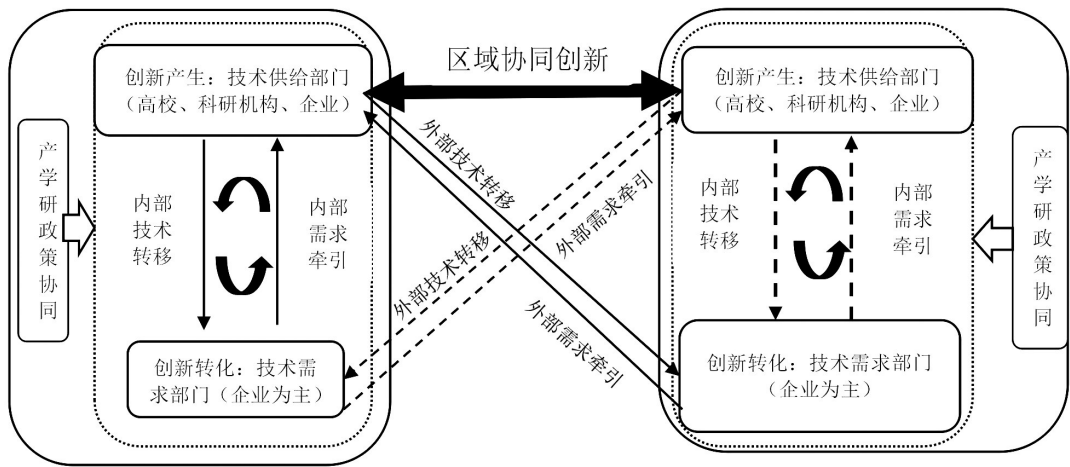 区域协同创新
创新产生：技术供给部门
（高校、科研机构、企业）
产学研政策协同
内部
技术
转移
内部
需求
牵引
创新转化：技术需
求部门（企业为主）
外部技术转移
外部需求牵引
外部技术转移
外部需求牵引
创新产生：技术供给部门
（高校、科研机构、企业）
内部
技术
转移
内部
需求
牵引
产学研政策协同
创新转化：技术需求部门
（企业为主）